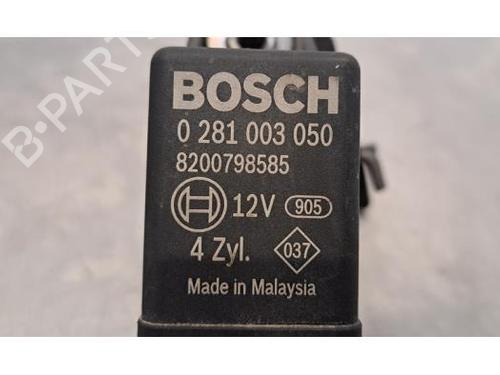 BOSCH
0 281 003 050
8200798585
12V 905
4 Zyl. 037
Made in Malaysia